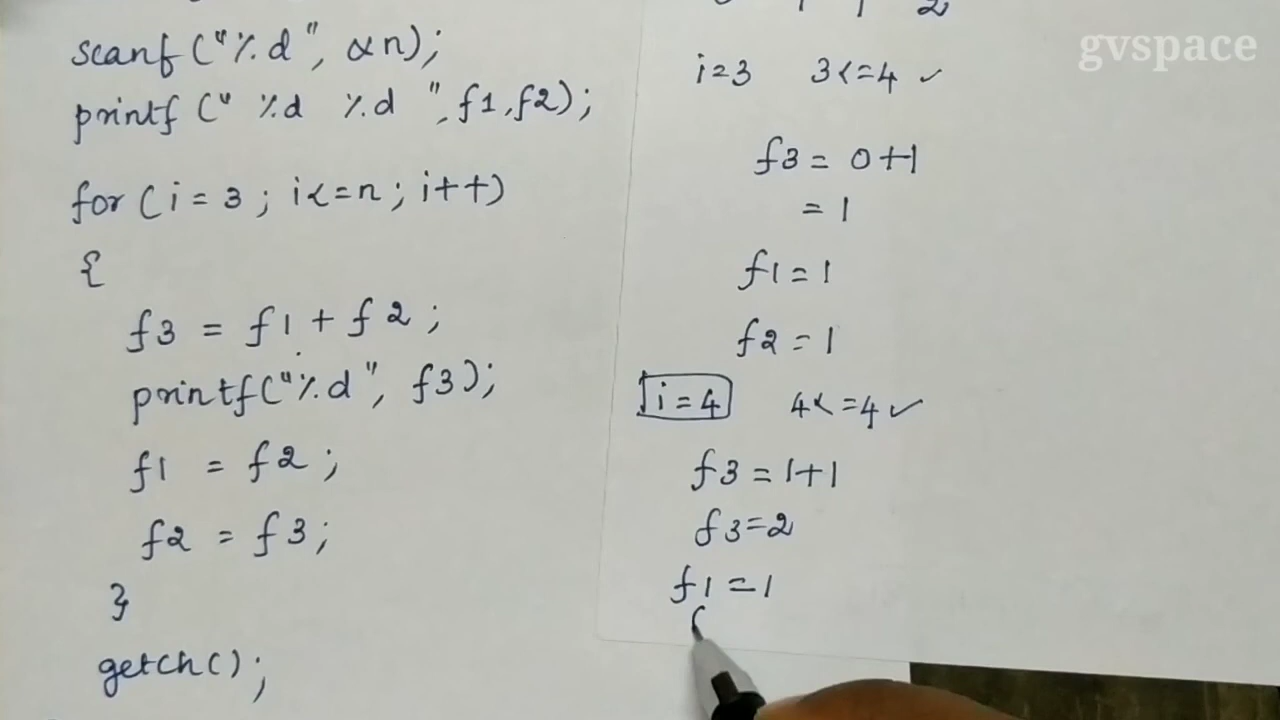 scanf ("%d", &n);
printf (" %d %d ", f1, f2);
for (i = 3 ; i<=n ; i++)
{
f3 = f1 + f2 ;
printf("%d", f3);
f1 = f2 ;
f2 = f3 ;
}
getch();
2
gvspace
i=3 3<=4 ✓
f3 = 0+1
= 1
f1 = 1
f2 = 1
i = 4 4<=4 ✓
f3 = 1+1
f3=2
f1 = 1